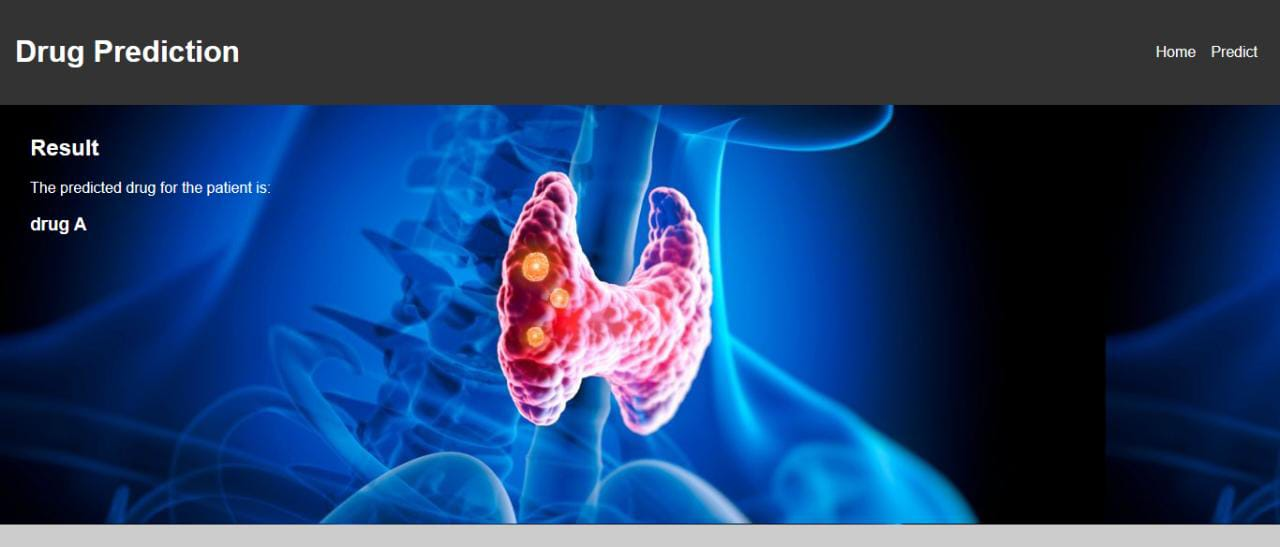 Drug Prediction
Home Predict
Result
The predicted drug for the patient is:
drug A